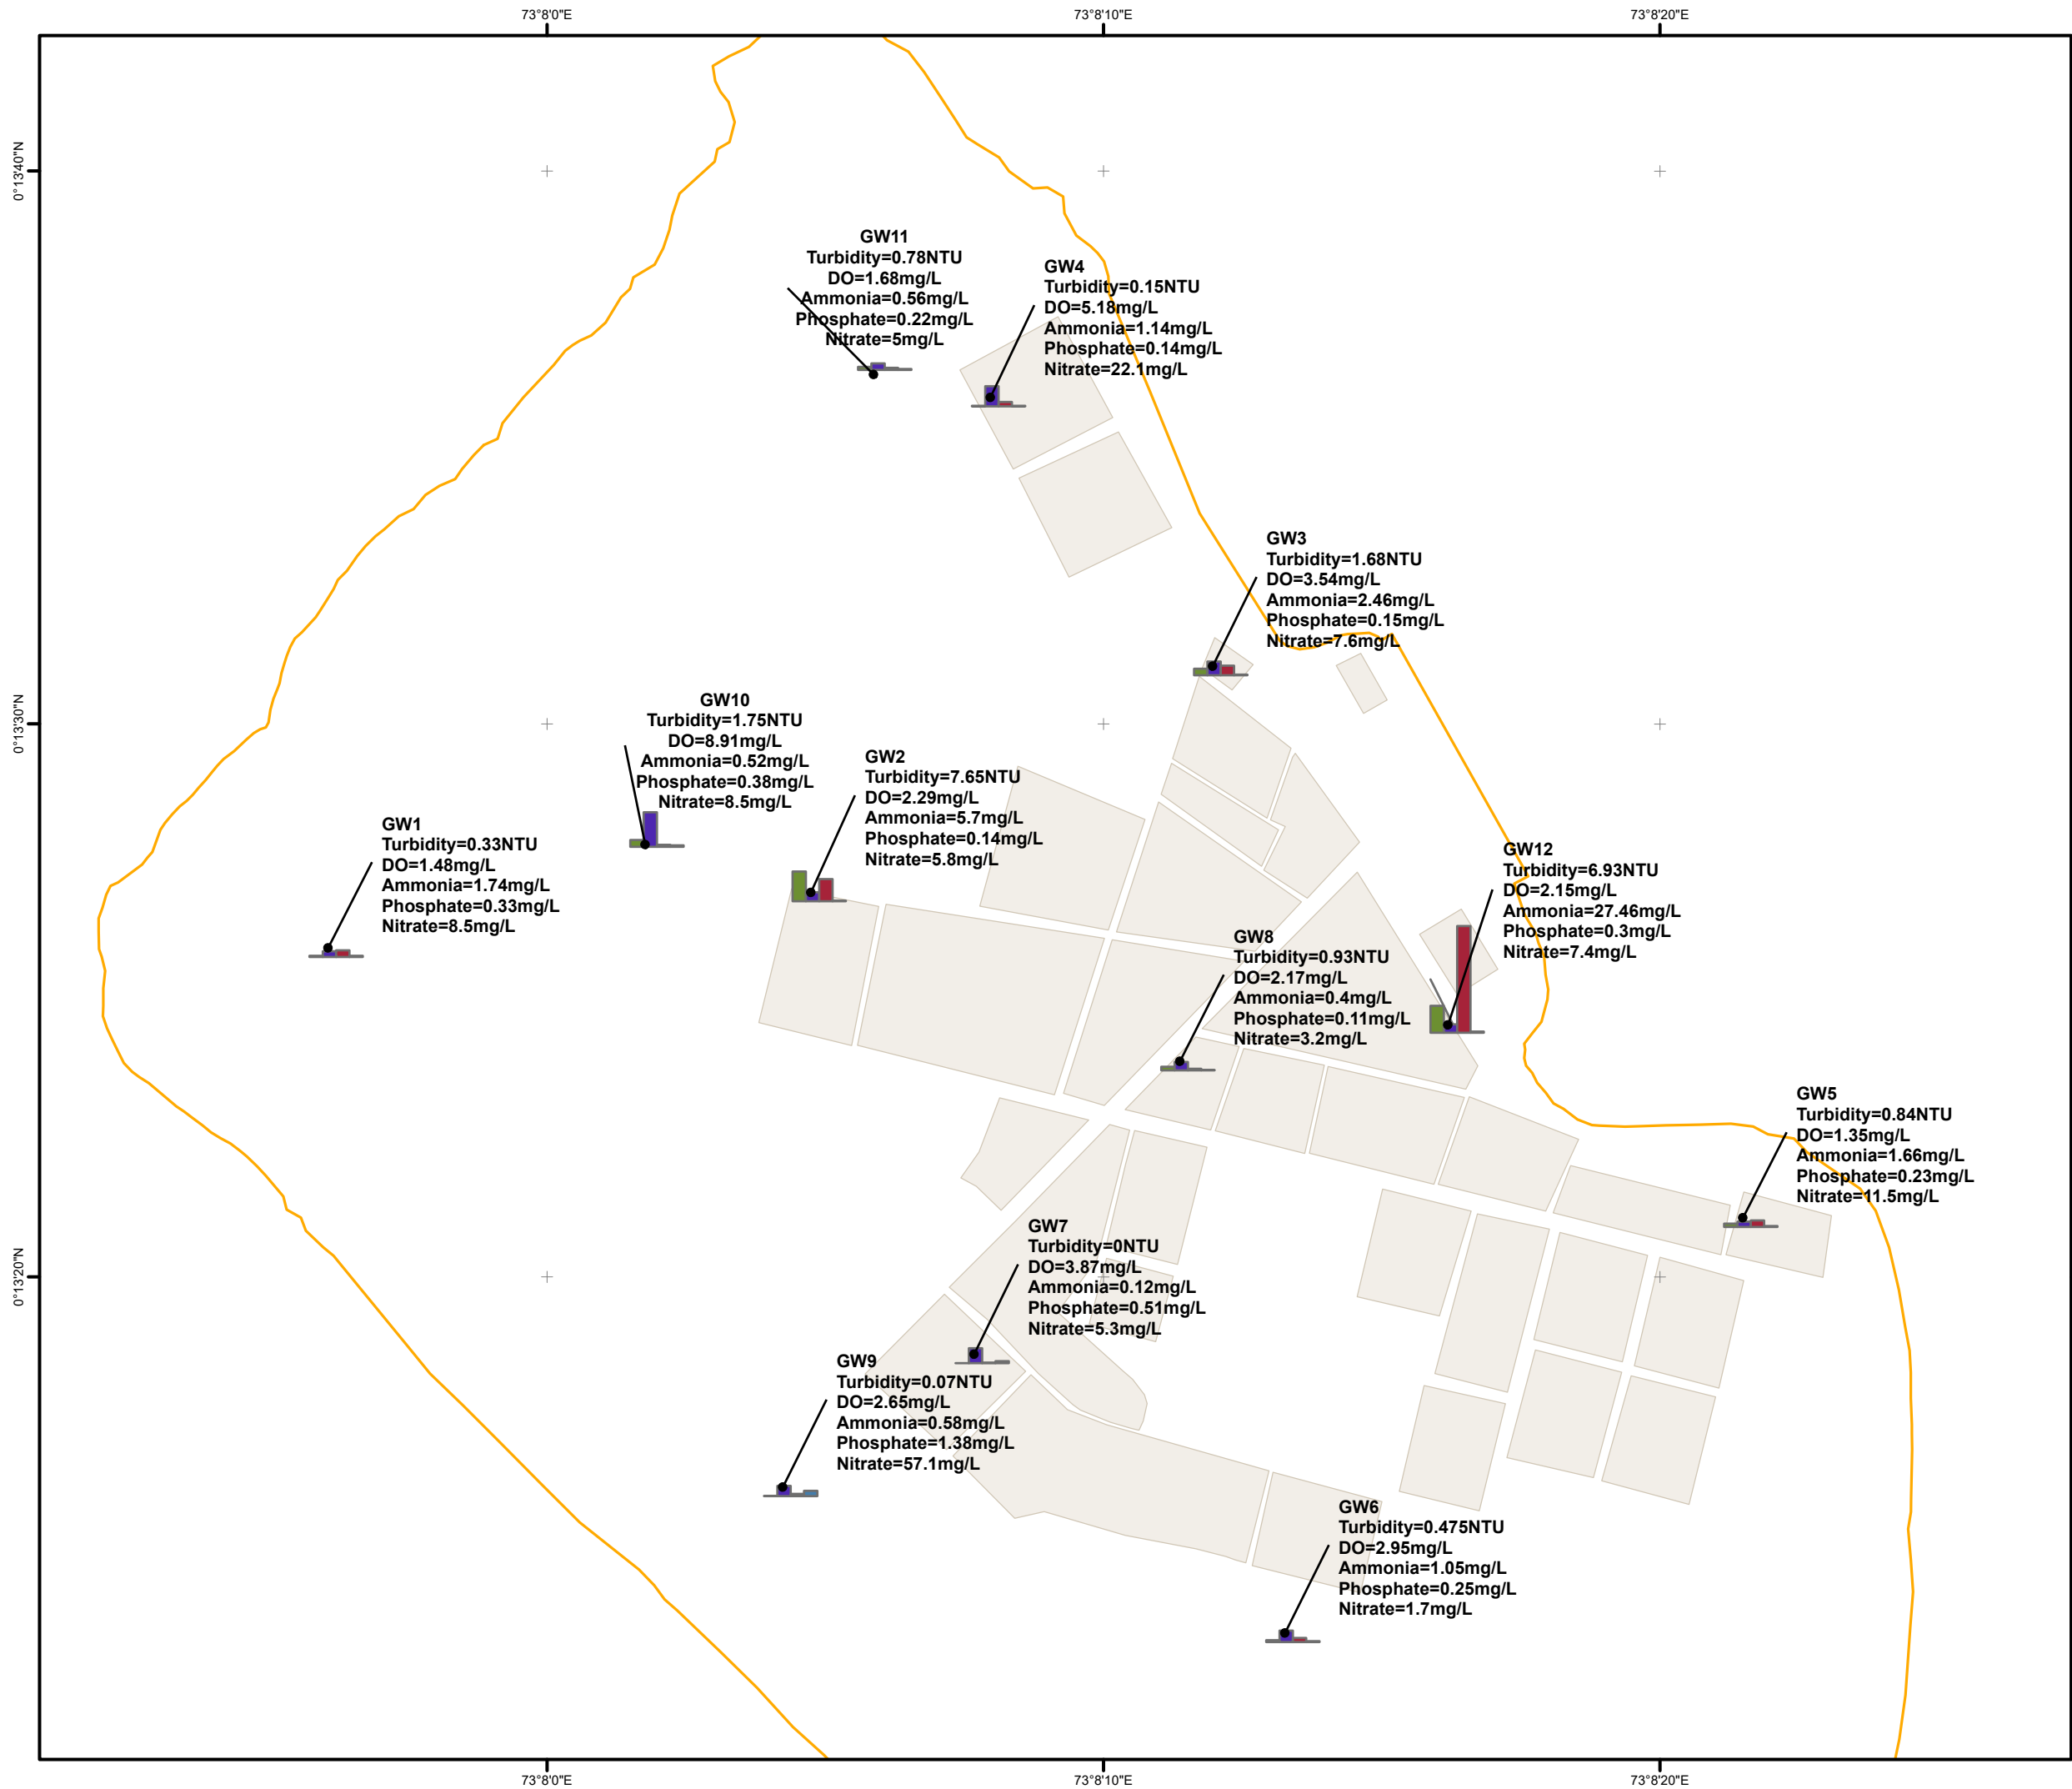 73°8'0"E
73°8'10"E
73°8'20"E
0°13'40"N
GW11
Turbidity=0.78NTU
DO=1.68mg/L
Ammonia=0.56mg/L
Phosphate=0.22mg/L
Nitrate=5mg/L
GW4
Turbidity=0.15NTU
DO=5.18mg/L
Ammonia=1.14mg/L
Phosphate=0.14mg/L
Nitrate=22.1mg/L
GW3
Turbidity=1.68NTU
DO=3.54mg/L
Ammonia=2.46mg/L
Phosphate=0.15mg/L
Nitrate=7.6mg/L
0°13'30"N
GW10
Turbidity=1.75NTU
DO=8.91mg/L
Ammonia=0.52mg/L
Phosphate=0.38mg/L
Nitrate=8.5mg/L
GW2
Turbidity=7.65NTU
DO=2.29mg/L
Ammonia=5.7mg/L
Phosphate=0.14mg/L
Nitrate=5.8mg/L
GW1
Turbidity=0.33NTU
DO=1.48mg/L
Ammonia=1.74mg/L
Phosphate=0.33mg/L
Nitrate=8.5mg/L
GW12
Turbidity=6.93NTU
DO=2.15mg/L
Ammonia=27.46mg/L
Phosphate=0.3mg/L
Nitrate=7.4mg/L
GW8
Turbidity=0.93NTU
DO=2.17mg/L
Ammonia=0.4mg/L
Phosphate=0.11mg/L
Nitrate=3.2mg/L
GW5
Turbidity=0.84NTU
DO=1.35mg/L
Ammonia=1.66mg/L
Phosphate=0.23mg/L
Nitrate=11.5mg/L
0°13'20"N
GW7
Turbidity=0NTU
DO=3.87mg/L
Ammonia=0.12mg/L
Phosphate=0.51mg/L
Nitrate=5.3mg/L
GW9
Turbidity=0.07NTU
DO=2.65mg/L
Ammonia=0.58mg/L
Phosphate=1.38mg/L
Nitrate=57.1mg/L
GW6
Turbidity=0.475NTU
DO=2.95mg/L
Ammonia=1.05mg/L
Phosphate=0.25mg/L
Nitrate=1.7mg/L
73°8'0"E
73°8'10"E
73°8'20"E